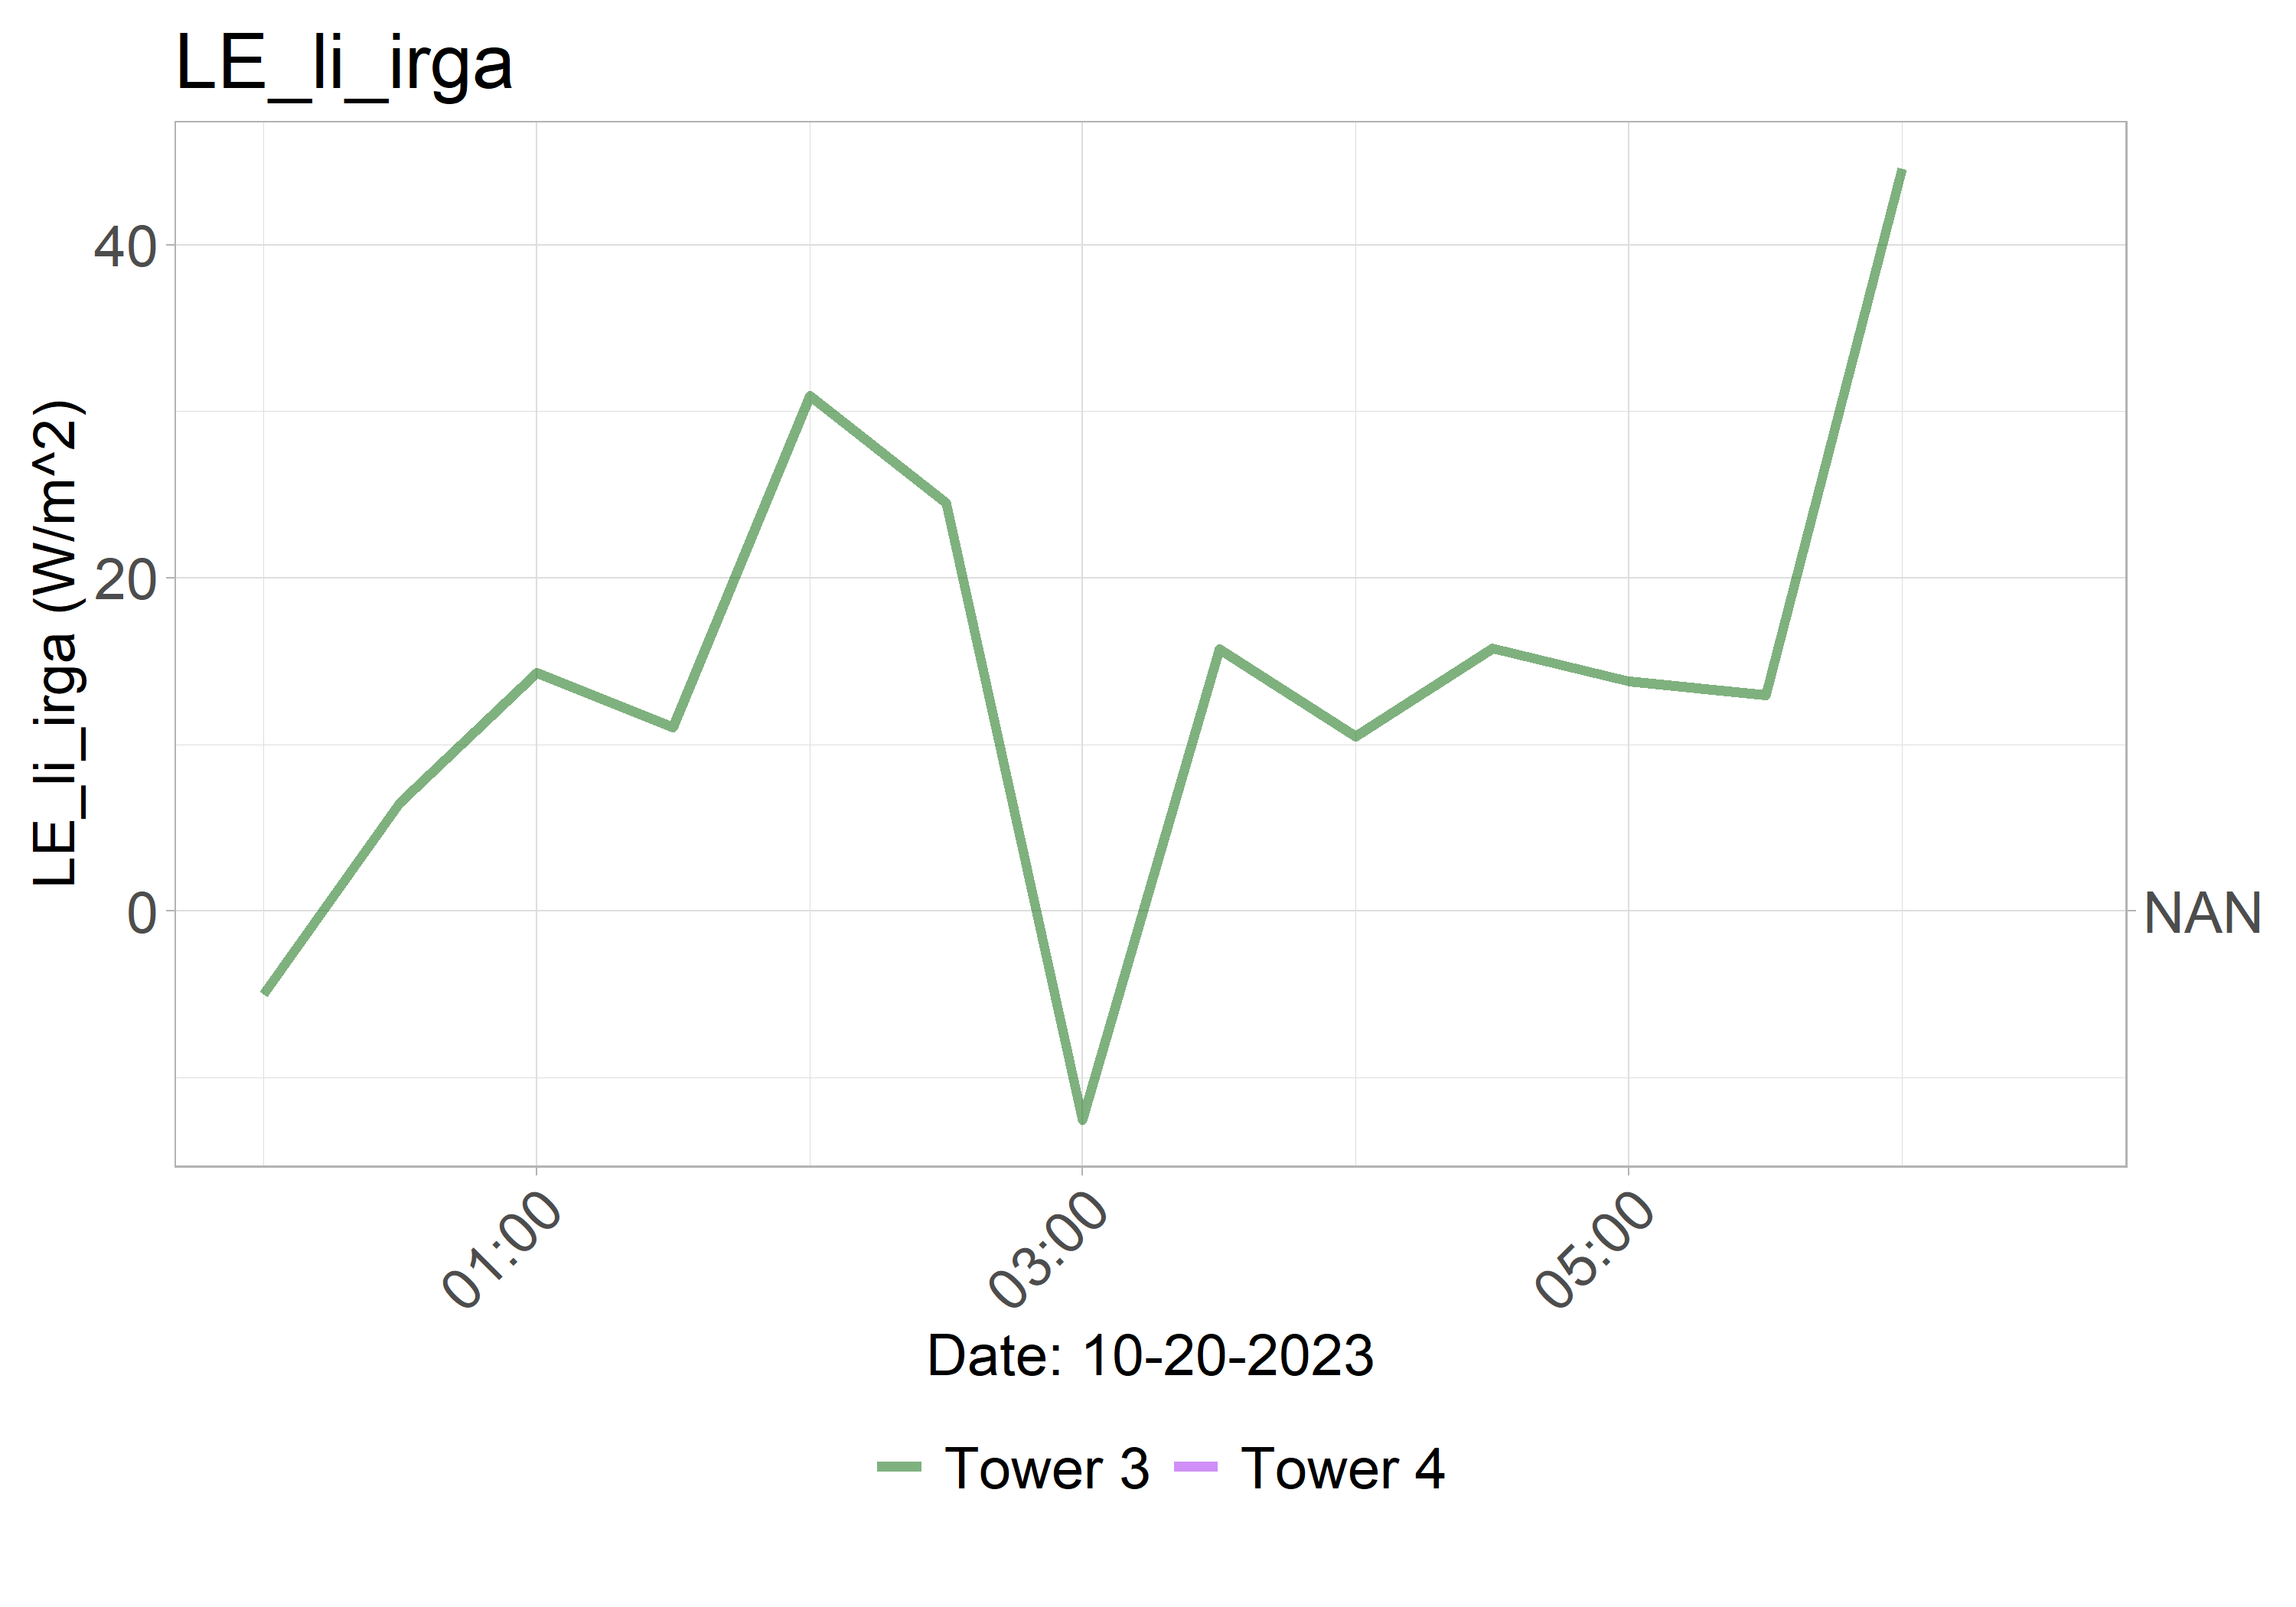 LE_li_irga
LE_li_irga (W/m^2)
40
20
0
NAN
01:00
03:00
05:00
Date: 10-20-2023
Tower 3
Tower 4